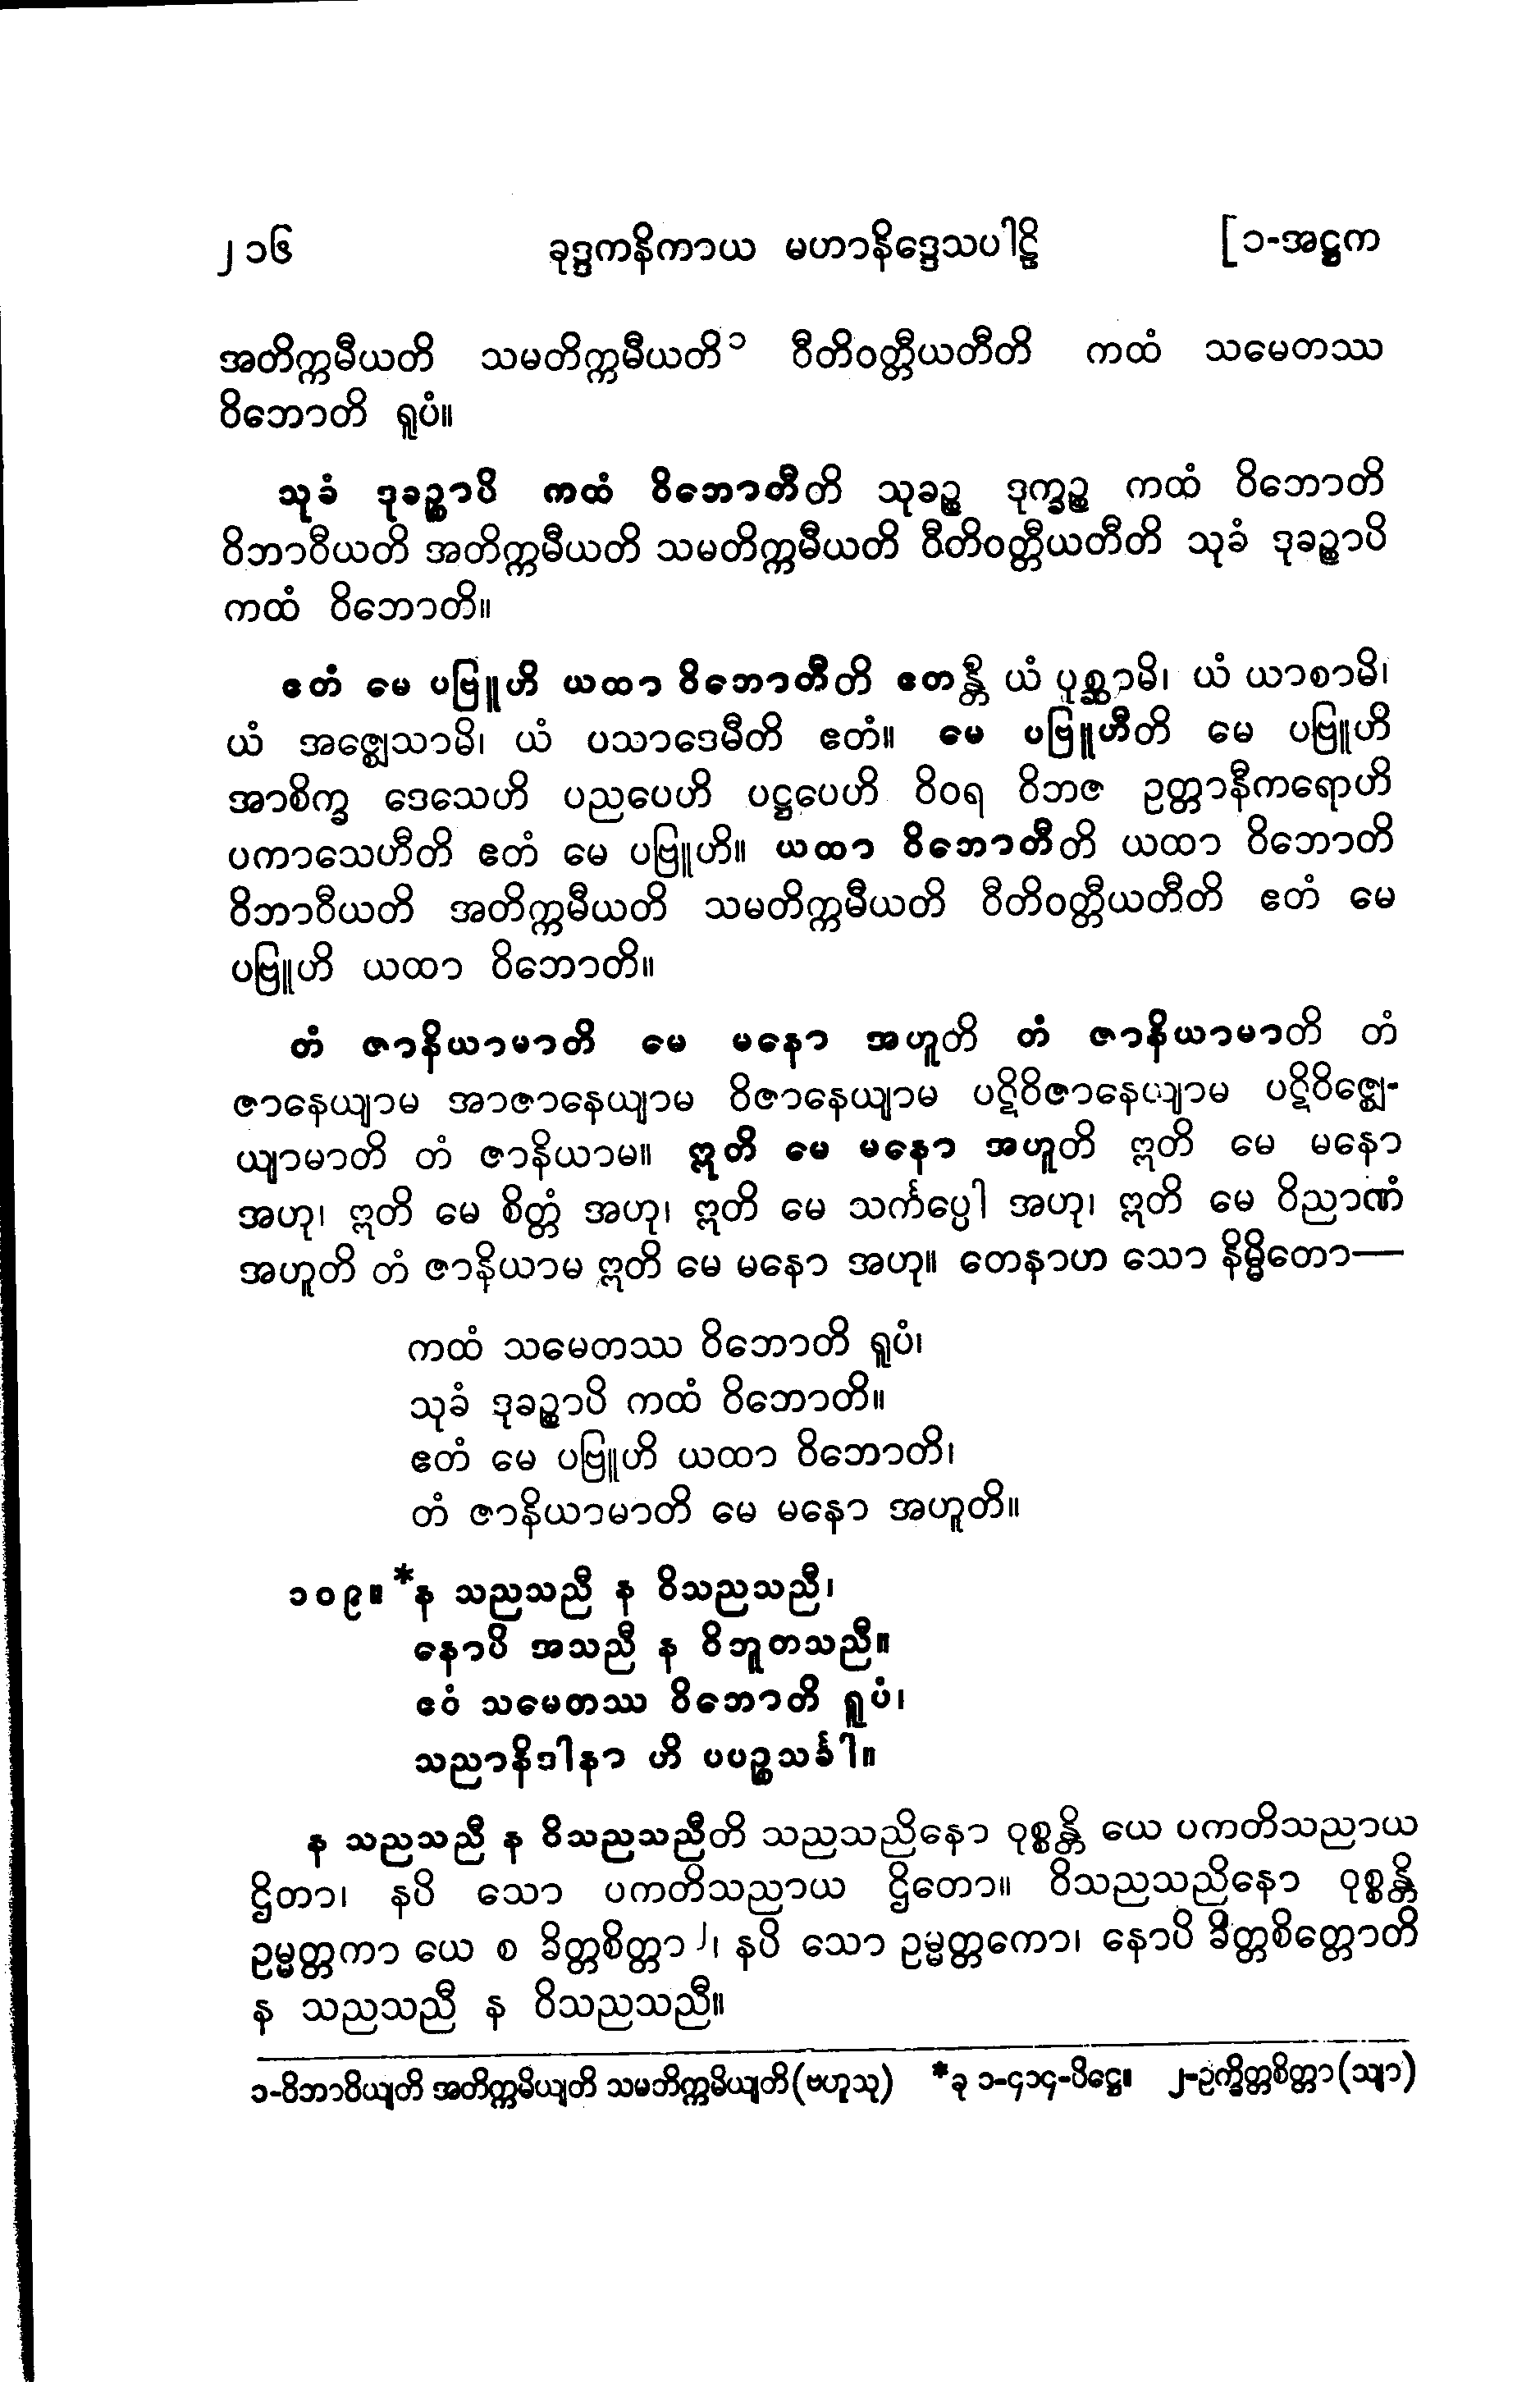 ၂၁၆ ခုဒ္ဒကနိကာယ မဟာနိဒ္ဒေသပါဠိ [၁-အဋ္ဌက
အတိက္ကမီယတိ သမတိက္ကမီယတိ၁ ဝီတိဝတ္တီယတီတိ ကထံ သမေတဿ
ဝိဘောတိ ရူပံ။
သုခံ ဒုခဉ္စာပိ ကထံ ဝိဘောတီတိ သုခဉ္စ ဒုက္ခဉ္စ ကထံ ဝိဘောတိ
ဝိဘာဝီယတိ အတိက္ကမီယတိ သမတိက္ကမီယတိ ဝီတိဝတ္တီယတီတိ သုခံ ဒုခဉ္စာပိ
ကထံ ဝိဘောတိ။
ဧတံ မေ ပဗြူဟိ ယထာ ဝိဘောတီတိ ဧတန္တိ ယံ ပုစ္ဆာမိ၊ ယံ ယာစာမိ၊
ယံ အဇ္ဈေသာမိ၊ ယံ ပသာဒေမီတိ ဧတံ။ မေ ပဗြူဟီတိ မေ ပဗြူဟိ
အာစိက္ခ ဒေသေဟိ ပညပေဟိ ပဋ္ဌပေဟိ ဝိဝရ ဝိဘဇ ဥတ္တာနီကရောဟိ
ပကာသေဟီတိ ဧတံ မေ ပဗြူဟိ။ ယထာ ဝိဘောတီတိ ယထာ ဝိဘောတိ
ဝိဘာဝီယတိ အတိက္ကမီယတိ သမတိက္ကမီယတိ ဝီတိဝတ္တီယတီတိ ဧတံ မေ
ပဗြူဟိ ယထာ ဝိဘောတိ။
တံ ဇာနိယာမာတိ မေ မနော အဟူတိ တံ ဇာနိယာမာတိ တံ
ဇာနေယျာမ အာဇာနေယျာမ ဝိဇာနေယျာမ ပဋိဝိဇာနေယျာမ ပဋိဝိဇ္ဈေ-
ယျာမာတိ တံ ဇာနိယာမ။ ဣတိ မေ မနော အဟူတိ ဣတိ မေ မနော
အဟု၊ ဣတိ မေ စိတ္တံ အဟု၊ ဣတိ မေ သင်္ကပ္ပေါ အဟု၊ ဣတိ မေ ဝိညာဏံ
အဟူတိ တံ ဇာနိယာမ ဣတိ မေ မနော အဟု။ တေနာဟ သော နိမ္မိတော—
ကထံ သမေတဿ ဝိဘောတိ ရူပံ၊
သုခံ ဒုခဉ္စာပိ ကထံ ဝိဘောတိ။
ဧတံ မေ ပဗြူဟိ ယထာ ဝိဘောတိ၊
တံ ဇာနိယာမာတိ မေ မနော အဟူတိ။
၁၀၉။ *န သညသညီ န ဝိသညသညီ၊
နောပိ အသညီ န ဝိဘူတသညီ။
ဧဝံ သမေတဿ ဝိဘောတိ ရူပံ၊
သညာနိဒါနာ ဟိ ပပဉ္စသင်္ခါ။
န သညသညီ န ဝိသညသညီတိ သညသညိနော ဝုစ္စန္တိ ယေ ပကတိသညာယ
ဌိတာ၊ နပိ သော ပကတိသညာယ ဌိတော။ ဝိသညသညိနော ဝုစ္စန္တိ
ဥမ္မတ္တကာ ယေ စ ခိတ္တစိတ္တာ၂၊ နပိ သော ဥမ္မတ္တကော၊ နောပိ ခိတ္တစိတ္တောတိ
န သညသညီ န ဝိသညသညီ။
၁-ဝိဘာဝိယျတိ အတိက္ကမိယျတိ သမတိက္ကမိယျတိ(ဗဟူသု) *ခု ၁-၄၁၄-ပိဋ္ဌေ။ ၂-ဥက္ခိတ္တစိတ္တာ(သျာ)